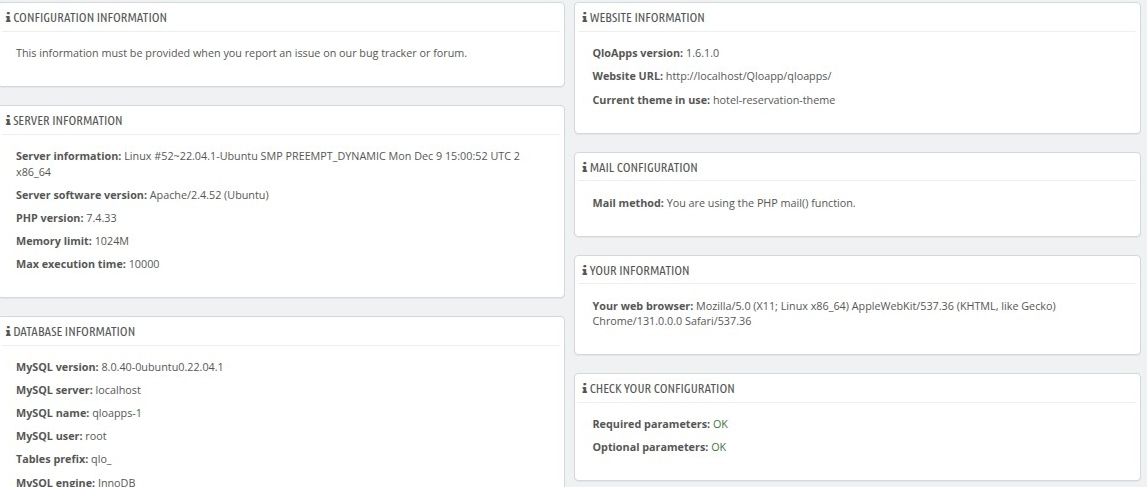 CONFIGURATION INFORMATION
This information must be provided when you report an issue on our bug tracker or forum.
SERVER INFORMATION
Server information: Linux #52~22.04.1-Ubuntu SMP PREEMPT_DYNAMIC Mon Dec 9 15:00:52 UTC 2
x86_64
Server software version: Apache/2.4.52 (Ubuntu)
PHP version: 7.4.33
Memory limit: 1024M
Max execution time: 10000
DATABASE INFORMATION
MySQL version: 8.0.40-0ubuntu0.22.04.1
MySQL server: localhost
MySQL name: qloapps-1
MySQL user: root
Tables prefix: qlo_
MySQL engine: InnoDB
WEBSITE INFORMATION
QloApps version: 1.6.1.0
Website URL: http://localhost/Qloapp/qloapps/
Current theme in use: hotel-reservation-theme
MAIL CONFIGURATION
Mail method: You are using the PHP mail() function.
YOUR INFORMATION
Your web browser: Mozilla/5.0 (X11; Linux x86_64) AppleWebKit/537.36 (KHTML, like Gecko)
Chrome/131.0.0.0 Safari/537.36
CHECK YOUR CONFIGURATION
Required parameters: OK
Optional parameters: OK